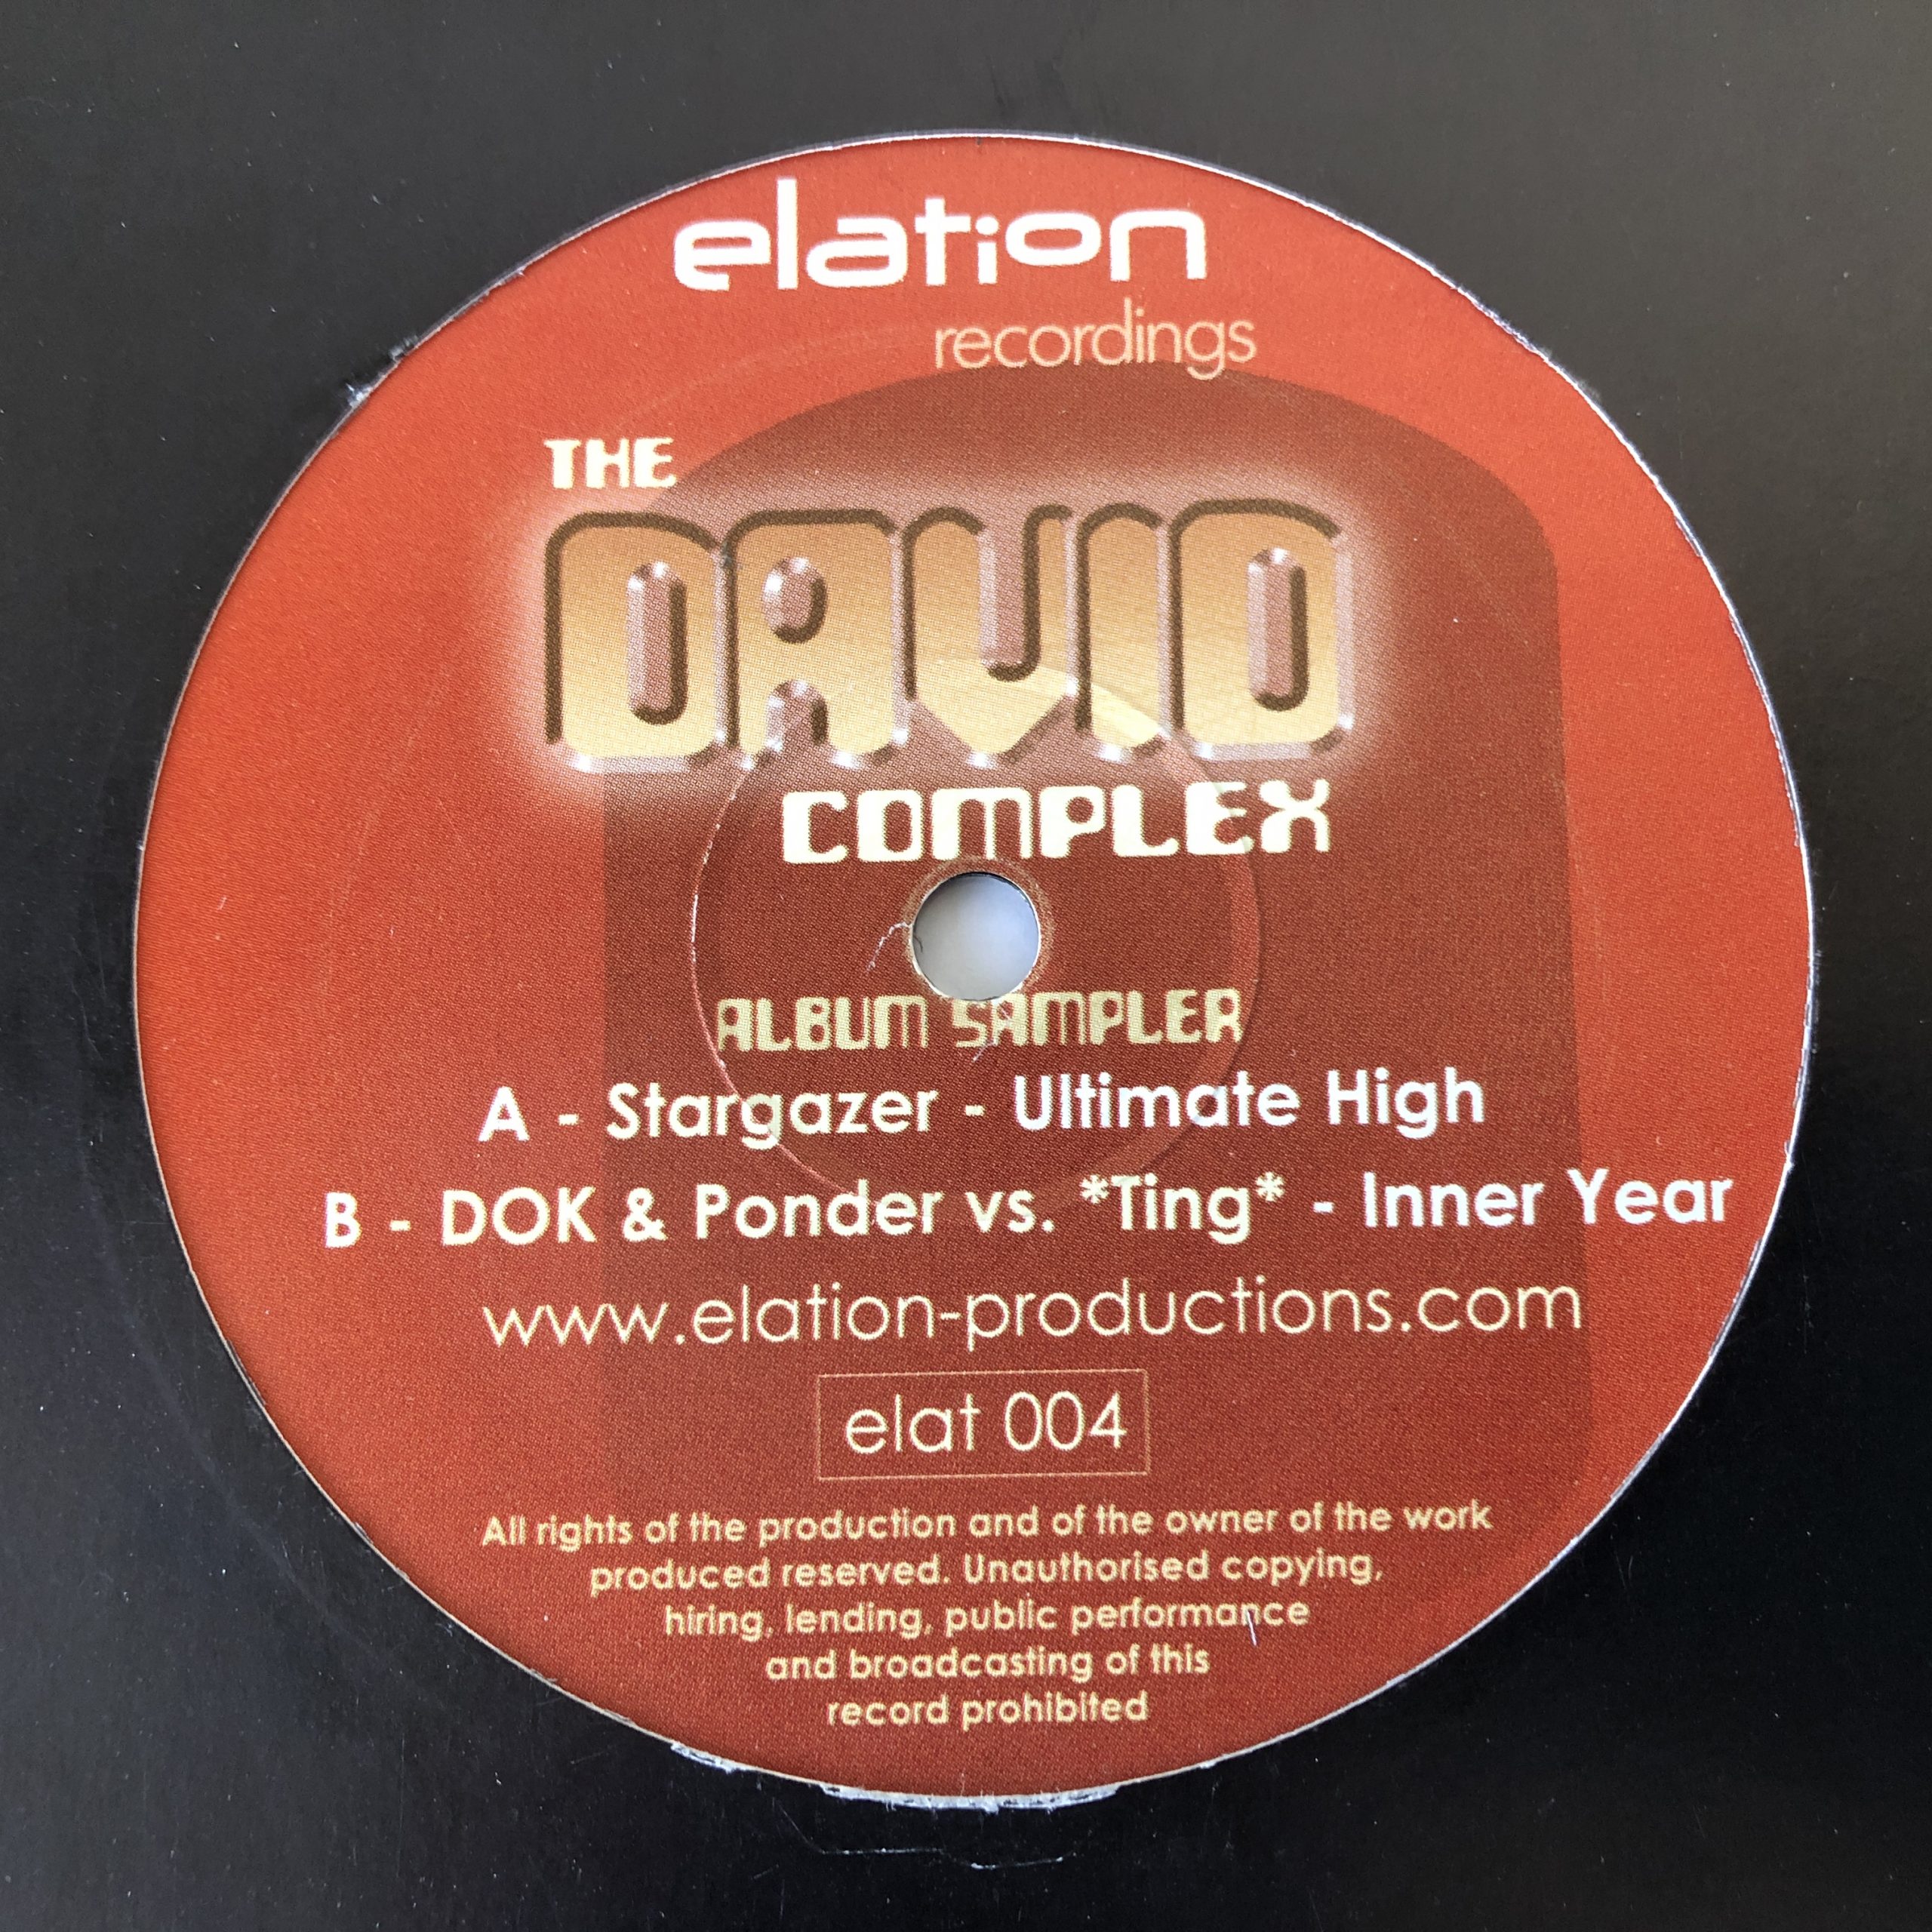 elation
recordings
THE
DAVID
COMPLEX
ALBUM SAMPLER
A - Stargazer - Ultimate High
B - DOK & Ponder vs. *Ting* - Inner Year
www.elation-productions.com
elat 004
All rights of the production and of the owner of the work
produced reserved. Unauthorised copying,
hiring, lending, public performance
and broadcasting of this
record prohibited